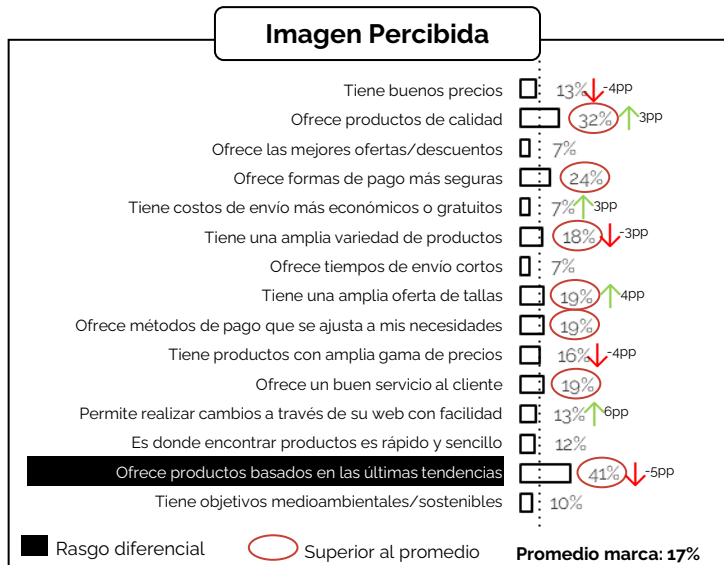 Imagen Percibida
Tiene buenos precios 13% -4pp
Ofrece productos de calidad 32% 3pp
Ofrece las mejores ofertas/descuentos 7%
Ofrece formas de pago más seguras 24%
Tiene costos de envío más económicos o gratuitos 7% 3pp
Tiene una amplia variedad de productos 18% -3pp
Ofrece tiempos de envío cortos 7%
Tiene una amplia oferta de tallas 19% 4pp
Ofrece métodos de pago que se ajusta a mis necesidades 19%
Tiene productos con amplia gama de precios 16% -4pp
Ofrece un buen servicio al cliente 19%
Permite realizar cambios a través de su web con facilidad 13% 6pp
Es donde encontrar productos es rápido y sencillo 12%
Ofrece productos basados en las últimas tendencias 41% -5pp
Tiene objetivos medioambientales/sostenibles 10%
Rasgo diferencial Superior al promedio Promedio marca: 17%